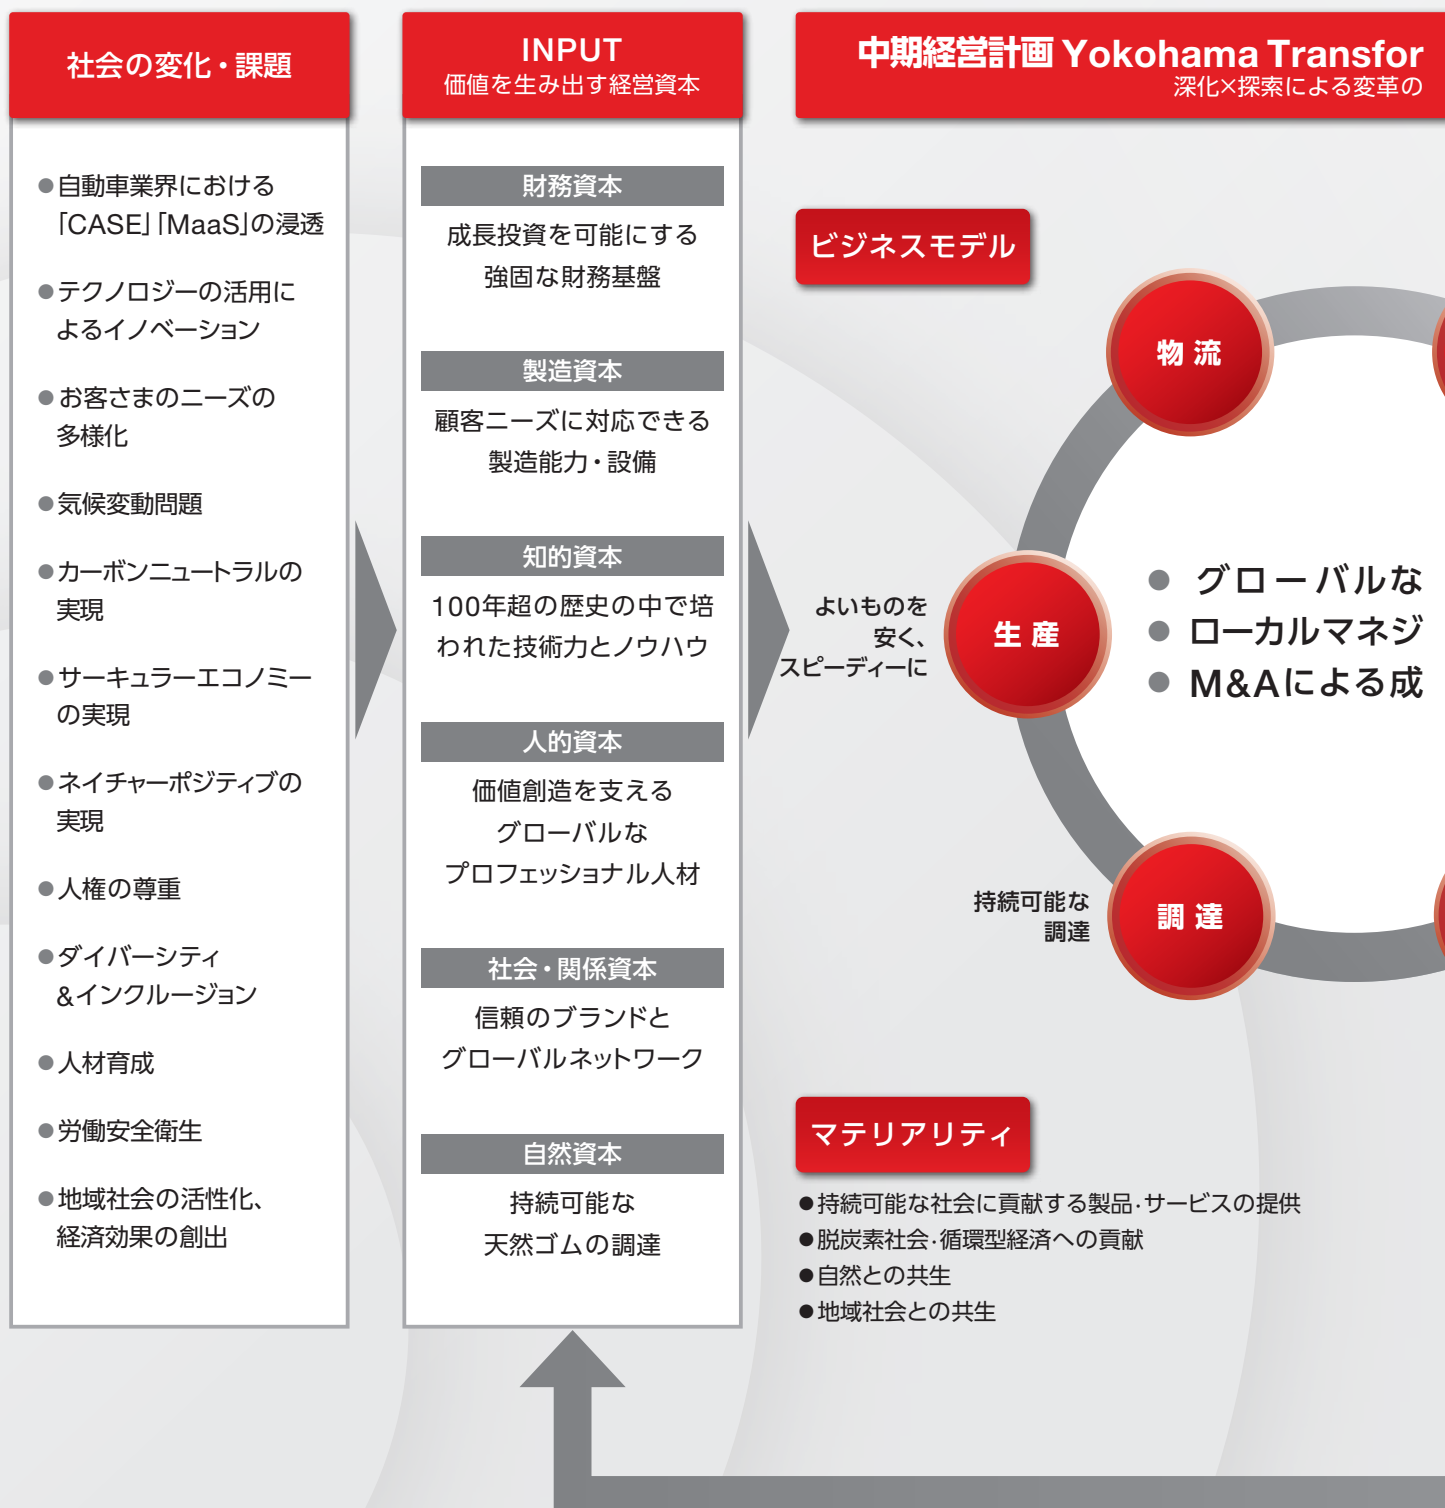 社会の変化・課題
●自動車業界における
「CASE」「MaaS」の浸透
●テクノロジーの活用に
よるイノベーション
●お客さまのニーズの
多様化
●気候変動問題
●カーボンニュートラルの
実現
●サーキュラーエコノミー
の実現
●ネイチャーポジティブの
実現
●人権の尊重
●ダイバーシティ
&インクルージョン
●人材育成
●労働安全衛生
●地域社会の活性化、
経済効果の創出
INPUT
価値を生み出す経営資本
財務資本
成長投資を可能にする
強固な財務基盤
製造資本
顧客ニーズに対応できる
製造能力・設備
知的資本
100年超の歴史の中で培
われた技術力とノウハウ
人的資本
価値創造を支える
グローバルな
プロフェッショナル人材
社会・関係資本
信頼のブランドと
グローバルネットワーク
自然資本
持続可能な
天然ゴムの調達
中期経営計画 Yokohama Transfor
深化×探索による変革の
ビジネスモデル
物流
よいものを
安く、
スピーディーに
生産
● グローバルな
● ローカルマネジ
● M&Aによる成
持続可能な
調達
調達
マテリアリティ
●持続可能な社会に貢献する製品・サービスの提供
●脱炭素社会・循環型経済への貢献
●自然との共生
●地域社会との共生